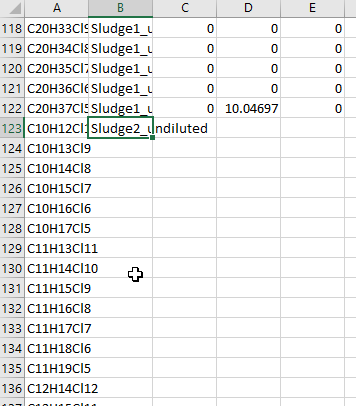 A B C D E
118 C20H33Cl9 Sludge1_u 0 0 0
119 C20H34Cl8 Sludge1_u 0 0 0
120 C20H35Cl7 Sludge1_u 0 0 0
121 C20H36Cl6 Sludge1_u 0 0 0
122 C20H37Cl5 Sludge1_u 0 10.04697 0
123 C10H12Cl1 Sludge2_undiluted
124 C10H13Cl9
125 C10H14Cl8
126 C10H15Cl7
127 C10H16Cl6
128 C10H17Cl5
129 C11H13Cl11
130 C11H14Cl10
131 C11H15Cl9
132 C11H16Cl8
133 C11H17Cl7
134 C11H18Cl6
135 C11H19Cl5
136 C12H14Cl12